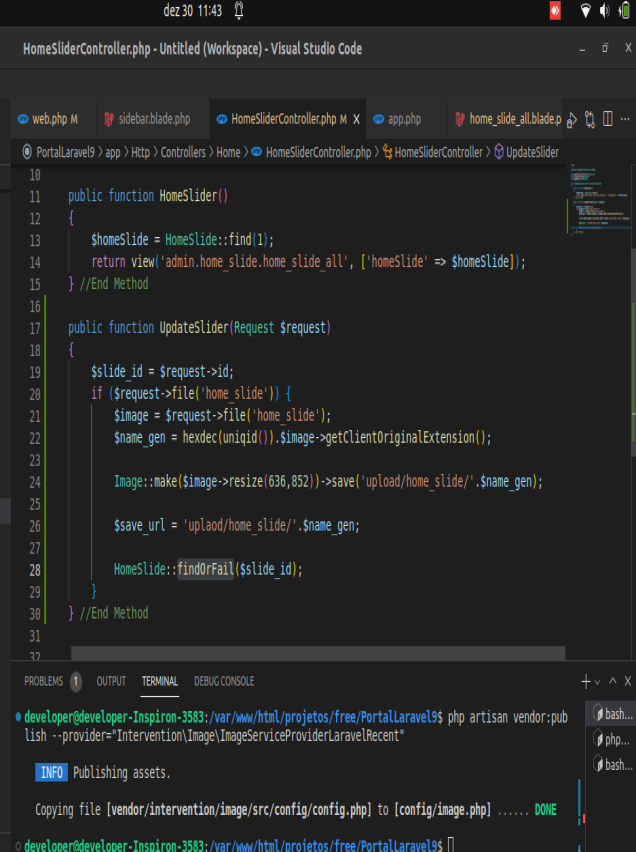 dez 30 11:43
HomeSliderController.php - Untitled (Workspace) - Visual Studio Code
web.php M sidebar.blade.php HomeSliderController.php M X app.php home_slide_all.blade.p
PortalLaravel9 > app > Http > Controllers > Home > HomeSliderController.php > HomeSliderController > UpdateSlider
10
11 public function HomeSlider()
12 {
13 $homeSlide = HomeSlide::find(1);
14 return view('admin.home_slide.home_slide_all', ['homeSlide' => $homeSlide]);
15 } //End Method
16
17 public function UpdateSlider(Request $request)
18 {
19 $slide_id = $request->id;
20 if ($request->file('home_slide')) {
21 $image = $request->file('home_slide');
22 $name_gen = hexdec(uniqid()).$image->getClientOriginalExtension();
23
24 Image::make($image->resize(636,852))->save('upload/home_slide/'.$name_gen);
25
26 $save_url = 'uplaod/home_slide/'.$name_gen;
27
28 HomeSlide::findOrFail($slide_id);
29 }
30 } //End Method
31
32
PROBLEMS 1 OUTPUT TERMINAL DEBUG CONSOLE
developer@developer-Inspiron-3583:/var/www/html/projetos/free/PortalLaravel9$ php artisan vendor:pub
lish --provider="Intervention\Image\ImageServiceProviderLaravelRecent"
INFO Publishing assets.
Copying file [vendor/intervention/image/src/config/config.php] to [config/image.php] ...... DONE
developer@developer-Inspiron-3583:/var/www/html/projetos/free/PortalLaravel9$
bash...
php...
bash...